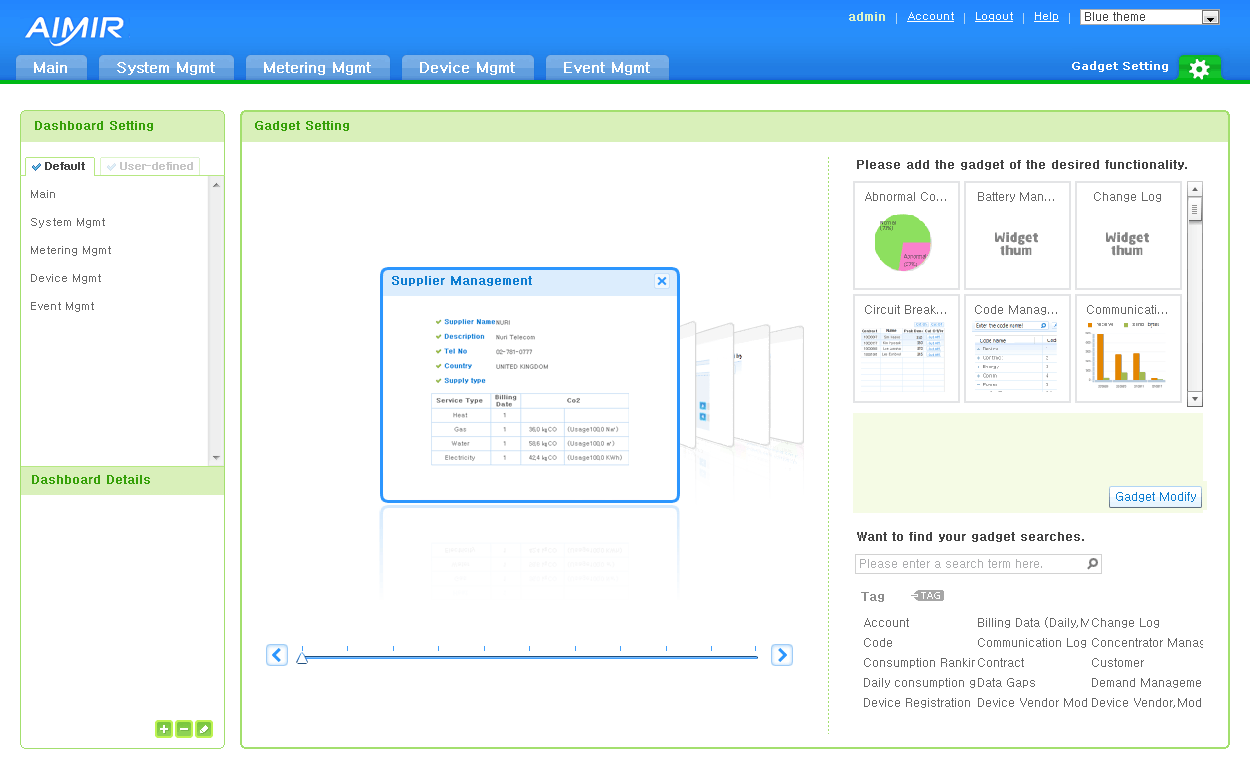 AIMIR
admin | Account | Logout | Help | Blue theme
Main
System Mgmt
Metering Mgmt
Device Mgmt
Event Mgmt
Gadget Setting
Dashboard Setting
Default
User-defined
Main
System Mgmt
Metering Mgmt
Device Mgmt
Event Mgmt
Dashboard Details
Gadget Setting
Supplier Management
Supplier Name NURI
Description Nuri Telecom
Tel No 02-781-0777
Country UNITED KINGDOM
Supply type
Service Type Billing Date Co2
Heat 1
Gas 1 36,0 kgCO (Usage100,0 N㎥)
Water 1 58,6 kgCO (Usage100,0 ㎥)
Electricity 1 42,4 kgCO (Usage100,0 KWh)
Please add the gadget of the desired functionality.
Abnormal Co... Battery Man... Change Log
Normal
(73%)
Abnormal
(27%)
Widget thum
Widget thum
Circuit Break... Code Manag... Communicati...
Enter the code name!
Code name
receive
Gadget Modify
Want to find your gadget searches.
Please enter a search term here.
Tag TAG
Account Billing Data (Daily,M Change Log
Code Communication Log Concentrator Manag
Consumption Rankin Contract Customer
Daily consumption g Data Gaps Demand Manageme
Device Registration Device Vendor Mod Device Vendor,Mod